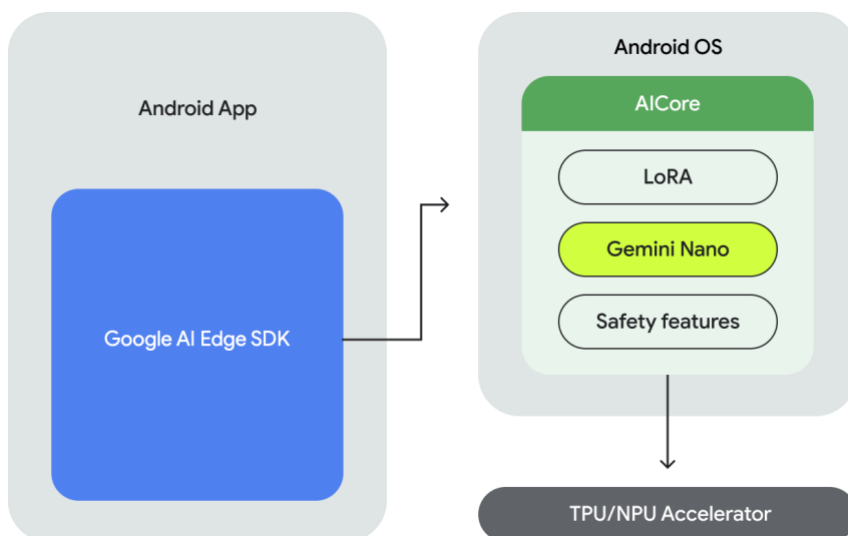 Android App
Google AI Edge SDK
Android OS
AICore
LoRA
Gemini Nano
Safety features
TPU/NPU Accelerator